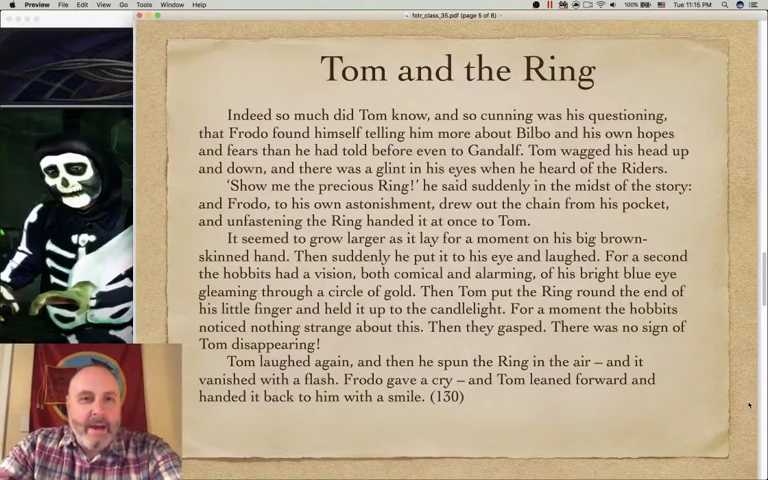 Preview File Edit View Go Tools Window Help
100% Tue 11:15 PM
fotr_class_35.pdf (page 5 of 8)
Tom and the Ring
Indeed so much did Tom know, and so cunning was his questioning,
that Frodo found himself telling him more about Bilbo and his own hopes
and fears than he had told before even to Gandalf. Tom wagged his head up
and down, and there was a glint in his eyes when he heard of the Riders.
‘Show me the precious Ring!’ he said suddenly in the midst of the story:
and Frodo, to his own astonishment, drew out the chain from his pocket,
and unfastening the Ring handed it at once to Tom.
It seemed to grow larger as it lay for a moment on his big brown-
skinned hand. Then suddenly he put it to his eye and laughed. For a second
the hobbits had a vision, both comical and alarming, of his bright blue eye
gleaming through a circle of gold. Then Tom put the Ring round the end of
his little finger and held it up to the candlelight. For a moment the hobbits
noticed nothing strange about this. Then they gasped. There was no sign of
Tom disappearing!
Tom laughed again, and then he spun the Ring in the air – and it
vanished with a flash. Frodo gave a cry – and Tom leaned forward and
handed it back to him with a smile. (130)